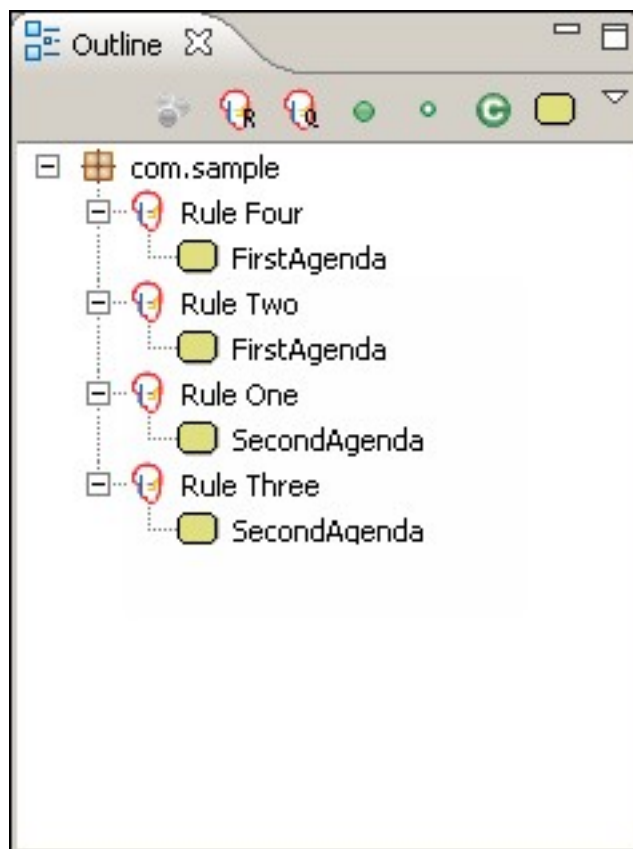 Outline
R Q C
com.sample
Rule Four
FirstAgenda
Rule Two
FirstAgenda
Rule One
SecondAgenda
Rule Three
SecondAgenda